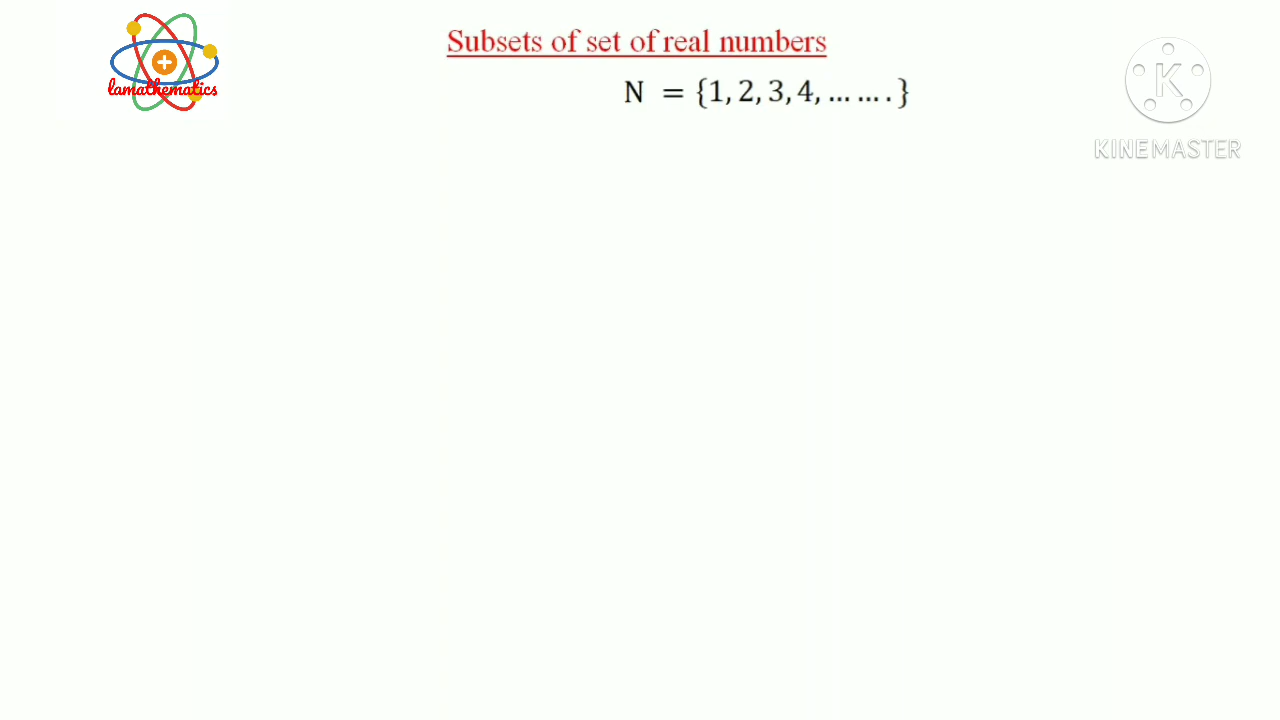 Subsets of set of real numbers
N = {1, 2, 3, 4, … … . }
lamathematics
K
KINEMASTER